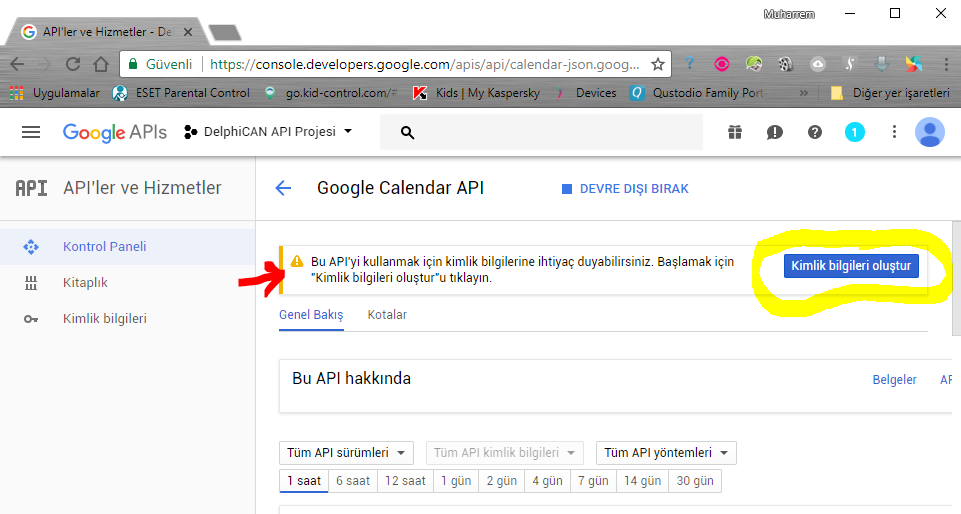 Muharrem
API'ler ve Hizmetler - De
Güvenli
https://console.developers.google.com/apis/api/calendar-json.goog...
Uygulamalar
ESET Parental Control
go.kid-control.com/#
Kids | My Kaspersky
Devices
Qustodio Family Port
»
Diğer yer işaretleri
Google APIs
DelphiCAN API Projesi
1
API
API'ler ve Hizmetler
Google Calendar API
DEVRE DIŞI BIRAK
Kontrol Paneli
Kitaplık
Kimlik bilgileri
Bu API'yi kullanmak için kimlik bilgilerine ihtiyaç duyabilirsiniz. Başlamak için
"Kimlik bilgileri oluştur"u tıklayın.
Kimlik bilgileri oluştur
Genel Bakış
Kotalar
Bu API hakkında
Belgeler
AP
Tüm API sürümleri
Tüm API kimlik bilgileri
Tüm API yöntemleri
1 saat
6 saat
12 saat
1 gün
2 gün
4 gün
7 gün
14 gün
30 gün